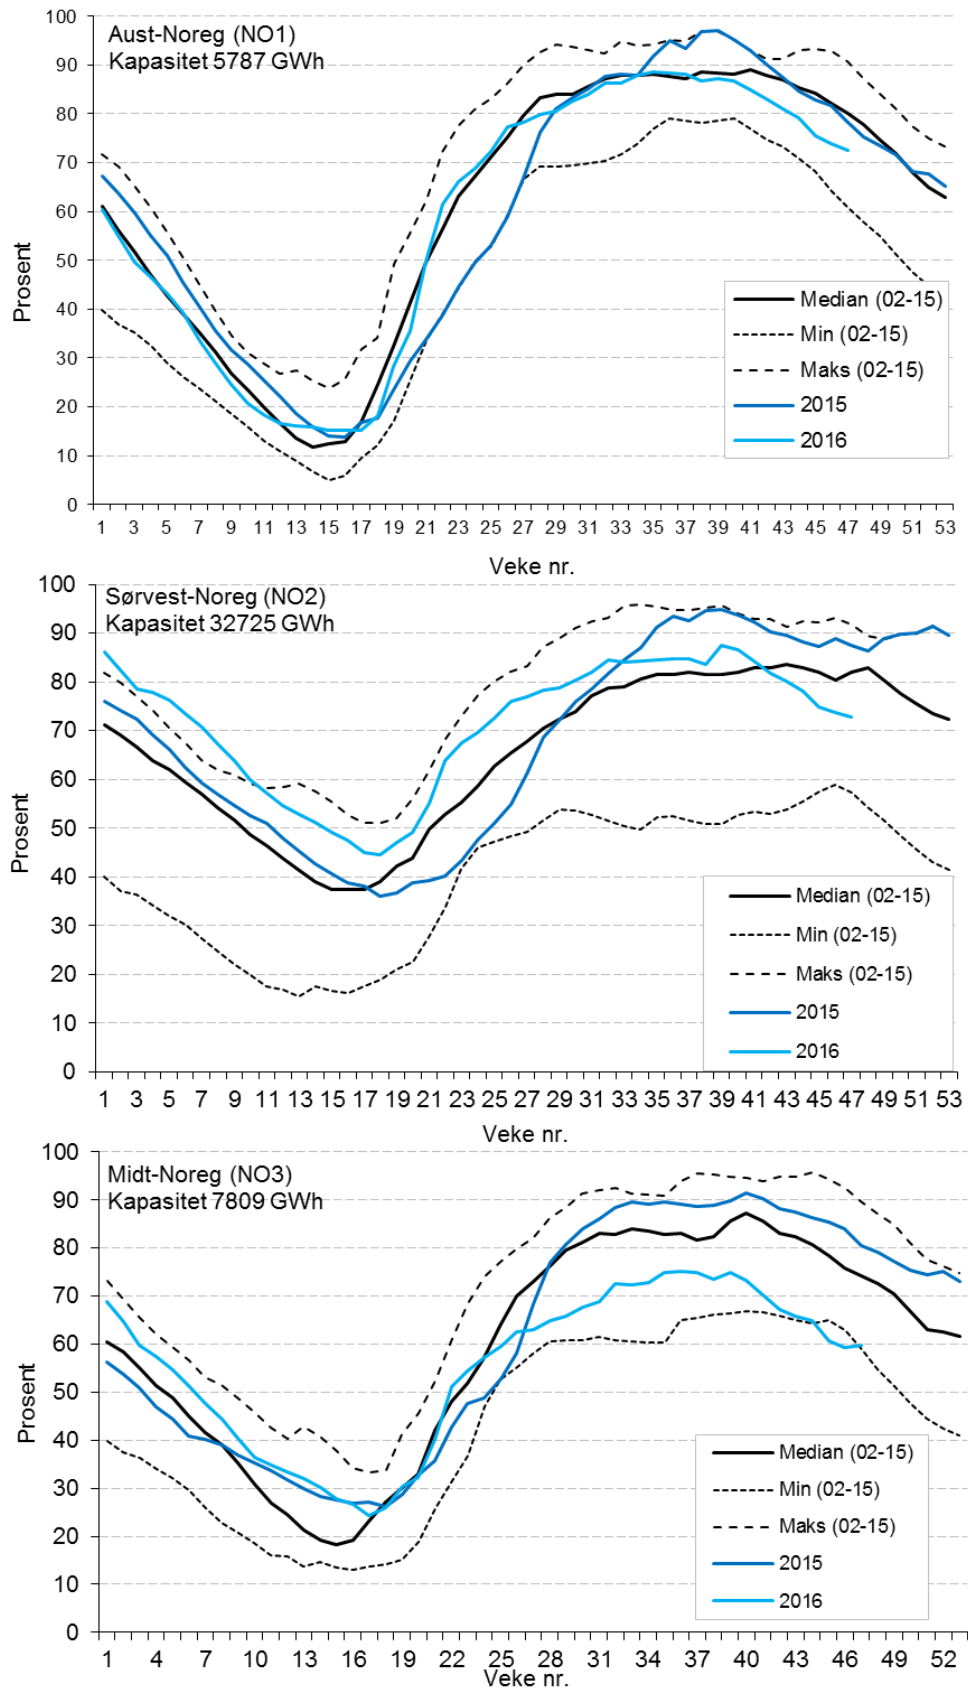 Aust-Noreg (NO1)
Kapasitet 5787 GWh
Prosent
100
90
80
70
60
50
40
30
20
10
0
Median (02-15)
Min (02-15)
Maks (02-15)
2015
2016
1 3 5 7 9 11 13 15 17 19 21 23 25 27 29 31 33 35 37 39 41 43 45 47 49 51 53
Veke nr.
Sørvest-Noreg (NO2)
Kapasitet 32725 GWh
Prosent
100
90
80
70
60
50
40
30
20
10
0
Median (02-15)
Min (02-15)
Maks (02-15)
2015
2016
1 3 5 7 9 11 13 15 17 19 21 23 25 27 29 31 33 35 37 39 41 43 45 47 49 51 53
Veke nr.
Midt-Noreg (NO3)
Kapasitet 7809 GWh
Prosent
100
90
80
70
60
50
40
30
20
10
0
Median (02-15)
Min (02-15)
Maks (02-15)
2015
2016
1 4 7 10 13 16 19 22 25 28 31 34 37 40 43 46 49 52
Veke nr.